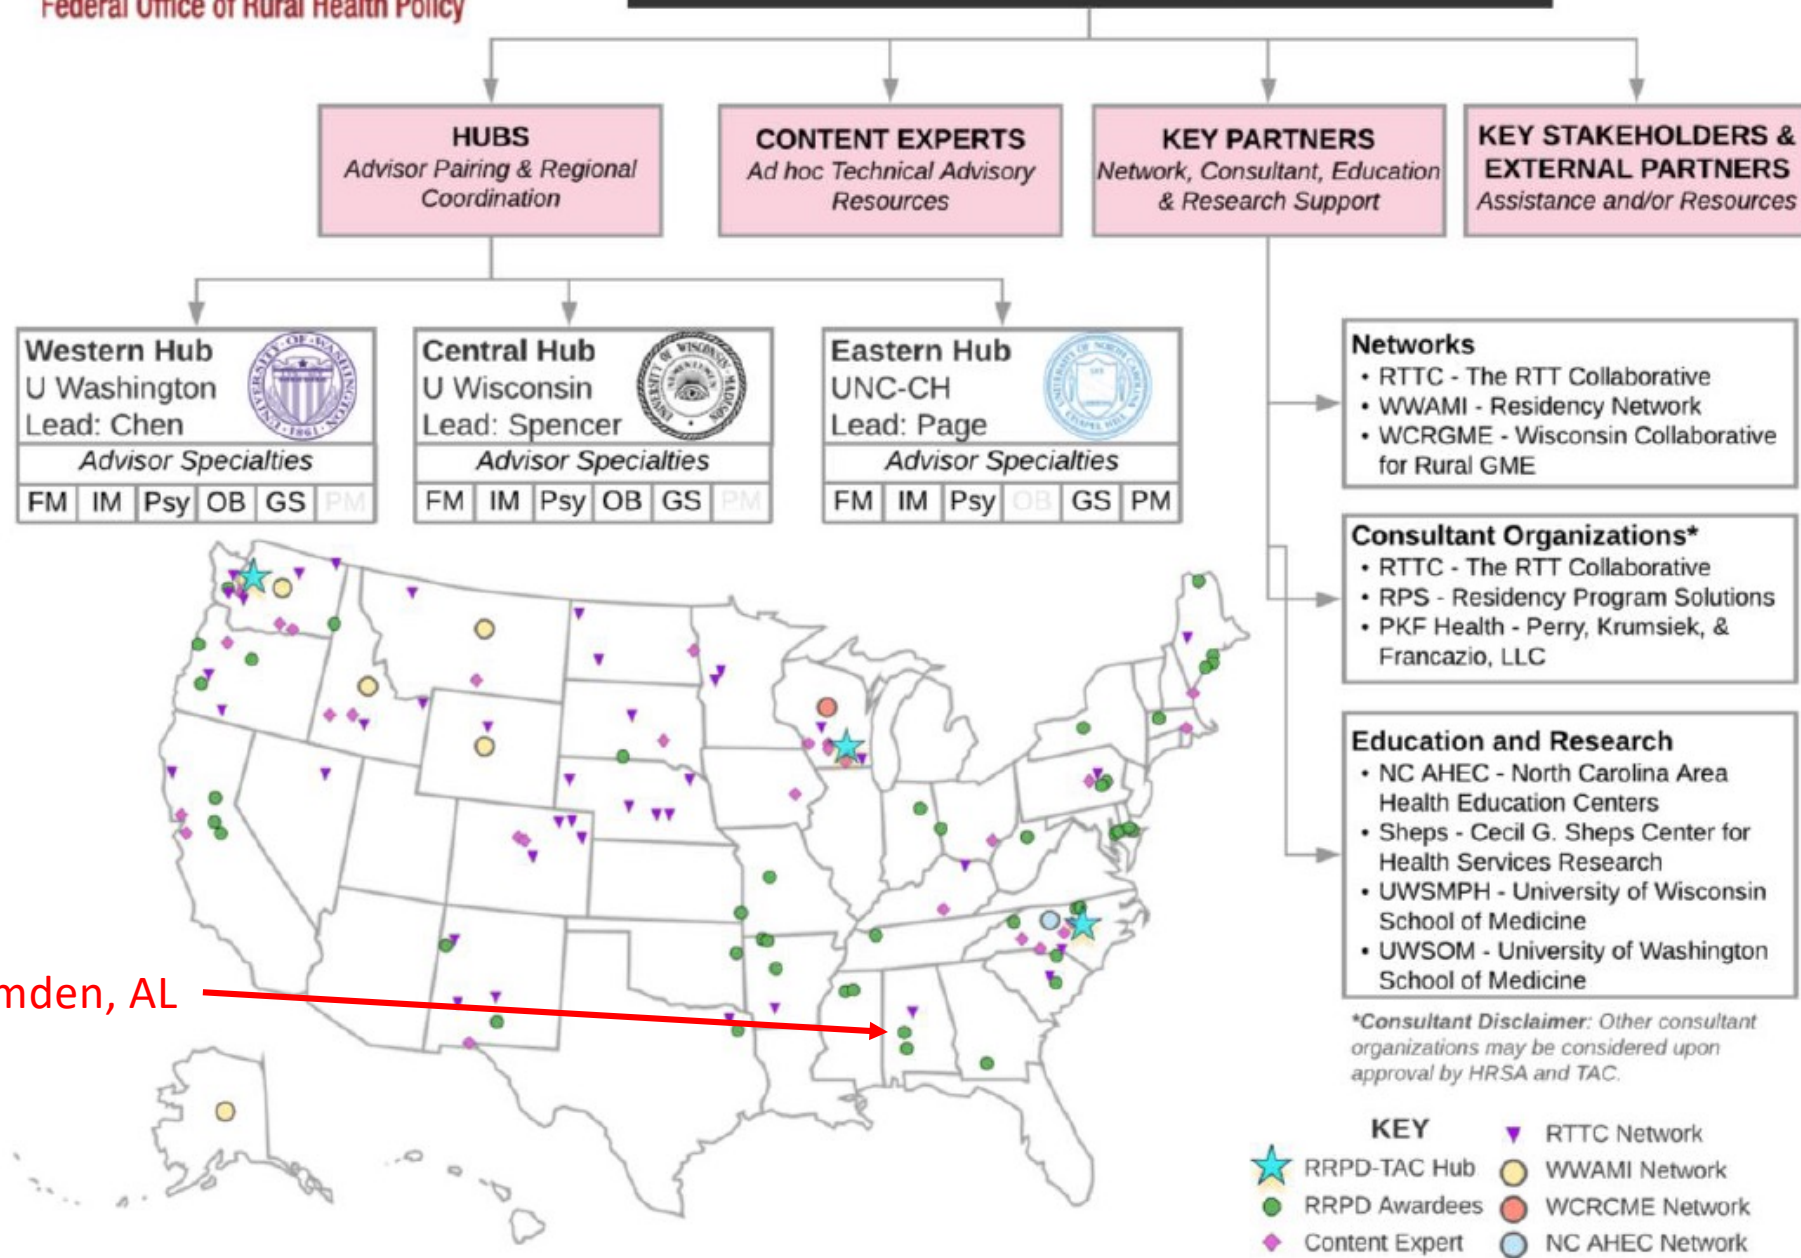 Federal Office of Rural Health Policy
HUBS
Advisor Pairing & Regional
Coordination
CONTENT EXPERTS
Ad hoc Technical Advisory
Resources
KEY PARTNERS
Network, Consultant, Education
& Research Support
KEY STAKEHOLDERS &
EXTERNAL PARTNERS
Assistance and/or Resources
Western Hub
U Washington
Lead: Chen
Advisor Specialties
FM IM Psy OB GS PM
Central Hub
U Wisconsin
Lead: Spencer
Advisor Specialties
FM IM Psy OB GS PM
Eastern Hub
UNC-CH
Lead: Page
Advisor Specialties
FM IM Psy OB GS PM
Networks
• RTTC - The RTT Collaborative
• WWAMI - Residency Network
• WCRGME - Wisconsin Collaborative
for Rural GME
Consultant Organizations*
• RTTC - The RTT Collaborative
• RPS - Residency Program Solutions
• PKF Health - Perry, Krumsiek, &
Francazio, LLC
Education and Research
• NC AHEC - North Carolina Area
Health Education Centers
• Sheps - Cecil G. Sheps Center for
Health Services Research
• UWSMPH - University of Wisconsin
School of Medicine
• UWSOM - University of Washington
School of Medicine
*Consultant Disclaimer: Other consultant
organizations may be considered upon
approval by HRSA and TAC.
mden, AL
KEY
RRPD-TAC Hub
RRPD Awardees
Content Expert
RTTC Network
WWAMI Network
WCRCME Network
NC AHEC Network